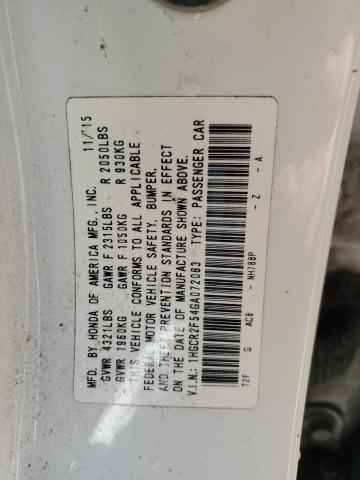 MFD. BY HONDA OF AMERICA MFG., INC. 11/'15
GVWR 4321LBS GAWR F 2315LBS R 2050LBS
GVWR 1960KG GAWR F 1050KG R 930KG
THIS VEHICLE CONFORMS TO ALL APPLICABLE
FEDERAL MOTOR VEHICLE SAFETY, BUMPER,
AND THEFT PREVENTION STANDARDS IN EFFECT
ON THE DATE OF MANUFACTURE SHOWN ABOVE.
V.I.N.: 1HGCR2F54GA072083 TYPE: PASSENGER CAR
T2F G AC8 - NH788P - Z - A